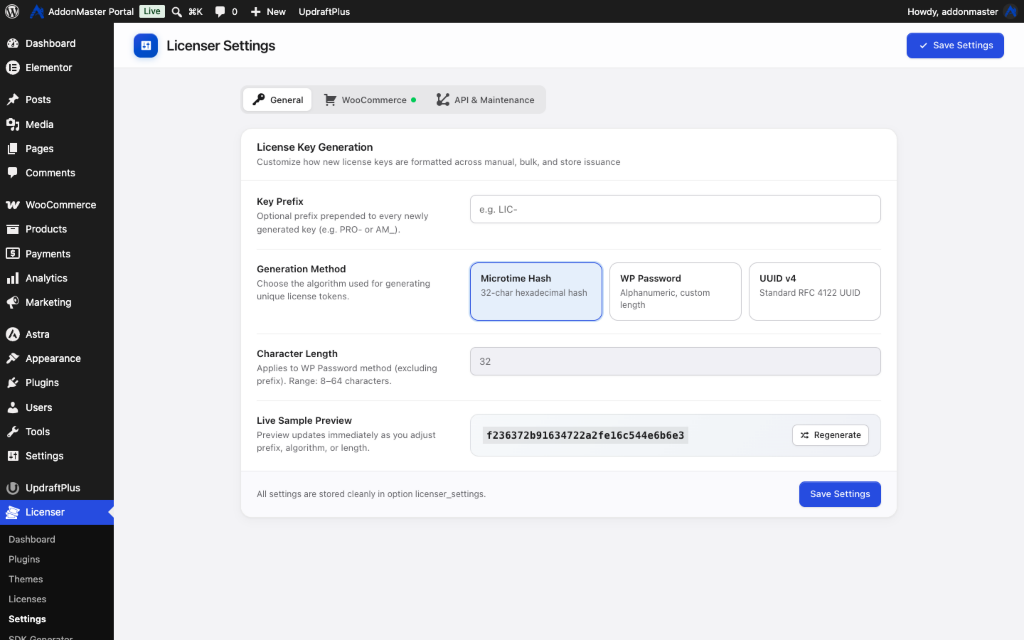 AddonMaster Portal Live ⌘K 0 New UpdraftPlus Howdy, addonmaster
Dashboard
Elementor
Posts
Media
Pages
Comments
WooCommerce
Products
Payments
Analytics
Marketing
Astra
Appearance
Plugins
Users
Tools
Settings
UpdraftPlus
Licenser
Dashboard
Plugins
Themes
Licenses
Settings
SDK Generator
Licenser Settings
Save Settings
General WooCommerce API & Maintenance
License Key Generation
Customize how new license keys are formatted across manual, bulk, and store issuance
Key Prefix
Optional prefix prepended to every newly
generated key (e.g. PRO- or AM_).
e.g. LIC-
Generation Method
Choose the algorithm used for generating
unique license tokens.
Microtime Hash
32-char hexadecimal hash
WP Password
Alphanumeric, custom
length
UUID v4
Standard RFC 4122 UUID
Character Length
Applies to WP Password method (excluding
prefix). Range: 8–64 characters.
32
Live Sample Preview
Preview updates immediately as you adjust
prefix, algorithm, or length.
f236372b91634722a2fe16c544e6b6e3
Regenerate
All settings are stored cleanly in option licenser_settings.
Save Settings